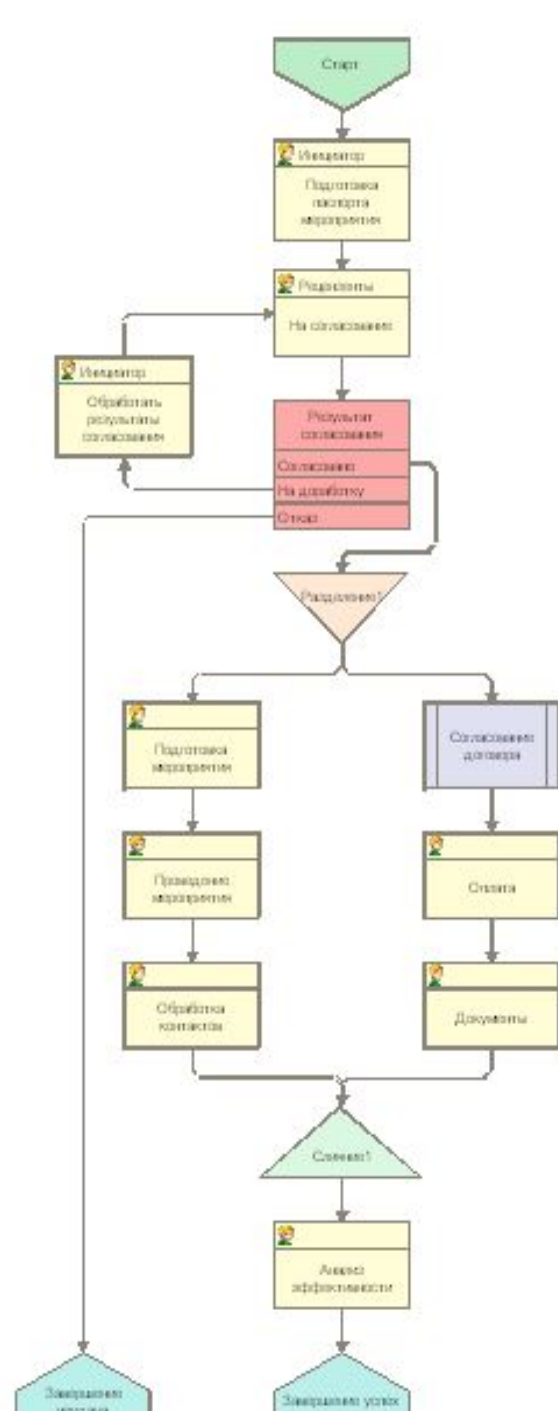 Старт
Инициатор
Подготовка
паспорта
мероприятия
Рецензенты
На согласование
Инициатор
Обработать
результаты
согласования
Результат
согласования
Согласовано
На доработку
Отказ
Разделение1
Подготовка
мероприятия
Согласование
договора
Проведение
мероприятия
Оплата
Обработка
контактов
Документы
Слияние1
Анализ
эффективности
Завершение
Завершение успех